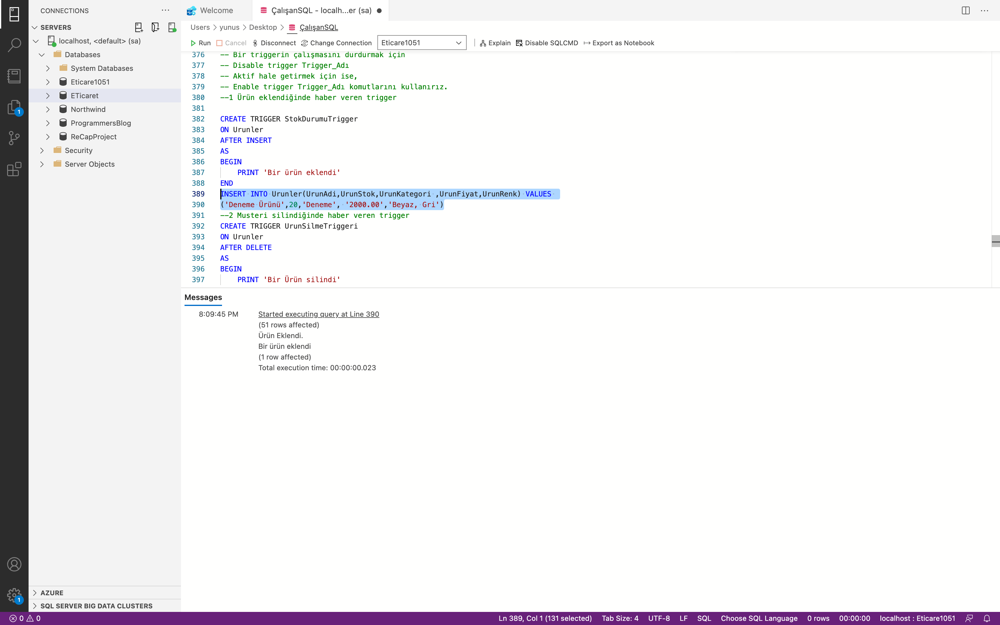 CONNECTIONS
SERVERS
localhost, <default> (sa)
Databases
System Databases
Eticare1051
ETicaret
Northwind
ProgrammersBlog
ReCapProject
Security
Server Objects
AZURE
SQL SERVER BIG DATA CLUSTERS
1
1
Welcome
ÇalışanSQL - localh...er (sa)
Users > yunus > Desktop > ÇalışanSQL
Run Cancel Disconnect Change Connection Eticare1051 Explain Disable SQLCMD Export as Notebook
376 -- Bir triggerin çalışmasını durdurmak için
377 -- Disable trigger Trigger_Adı
378 -- Aktif hale getirmek için ise,
379 -- Enable trigger Trigger_Adı komutlarını kullanırız.
380 --1 Ürün eklendiğinde haber veren trigger
381
382 CREATE TRIGGER StokDurumuTrigger
383 ON Urunler
384 AFTER INSERT
385 AS
386 BEGIN
387 PRINT 'Bir ürün eklendi'
388 END
389 INSERT INTO Urunler(UrunAdi,UrunStok,UrunKategori ,UrunFiyat,UrunRenk) VALUES
390 ('Deneme Ürünü',20,'Deneme', '2000.00','Beyaz, Gri')
391 --2 Musteri silindiğinde haber veren trigger
392 CREATE TRIGGER UrunSilmeTriggeri
393 ON Urunler
394 AFTER DELETE
395 AS
396 BEGIN
397 PRINT 'Bir Ürün silindi'
Messages
8:09:45 PM Started executing query at Line 390
(51 rows affected)
Ürün Eklendi.
Bir ürün eklendi
(1 row affected)
Total execution time: 00:00:00.023
0 0 Ln 389, Col 1 (131 selected) Tab Size: 4 UTF-8 LF SQL Choose SQL Language 0 rows 00:00:00 localhost : Eticare1051